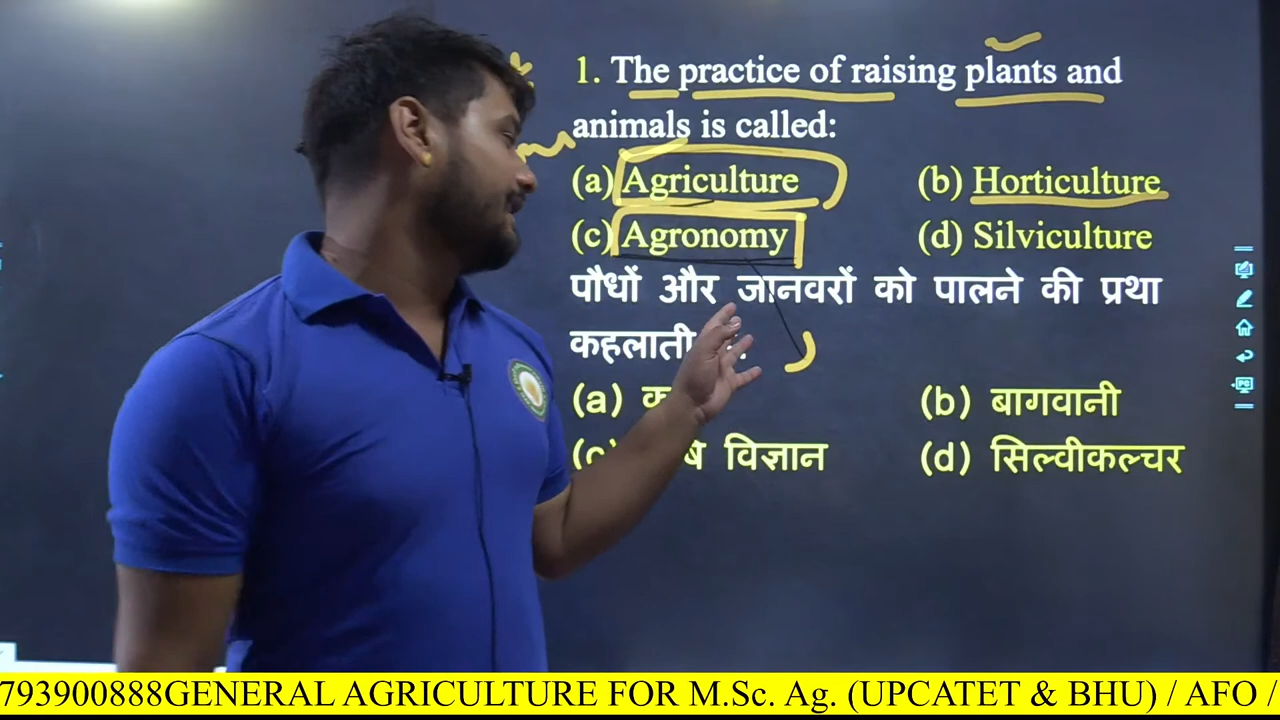 1. The practice of raising plants and
animals is called:
(a) Agriculture (b) Horticulture
(c) Agronomy (d) Silviculture
पौधों और जानवरों को पालने की प्रथा
कहलाती
(a) (b) बागवानी
विज्ञान (d) सिल्वीकल्चर
793900888GENERAL AGRICULTURE FOR M.Sc. Ag. (UPCATET & BHU) / AFO /